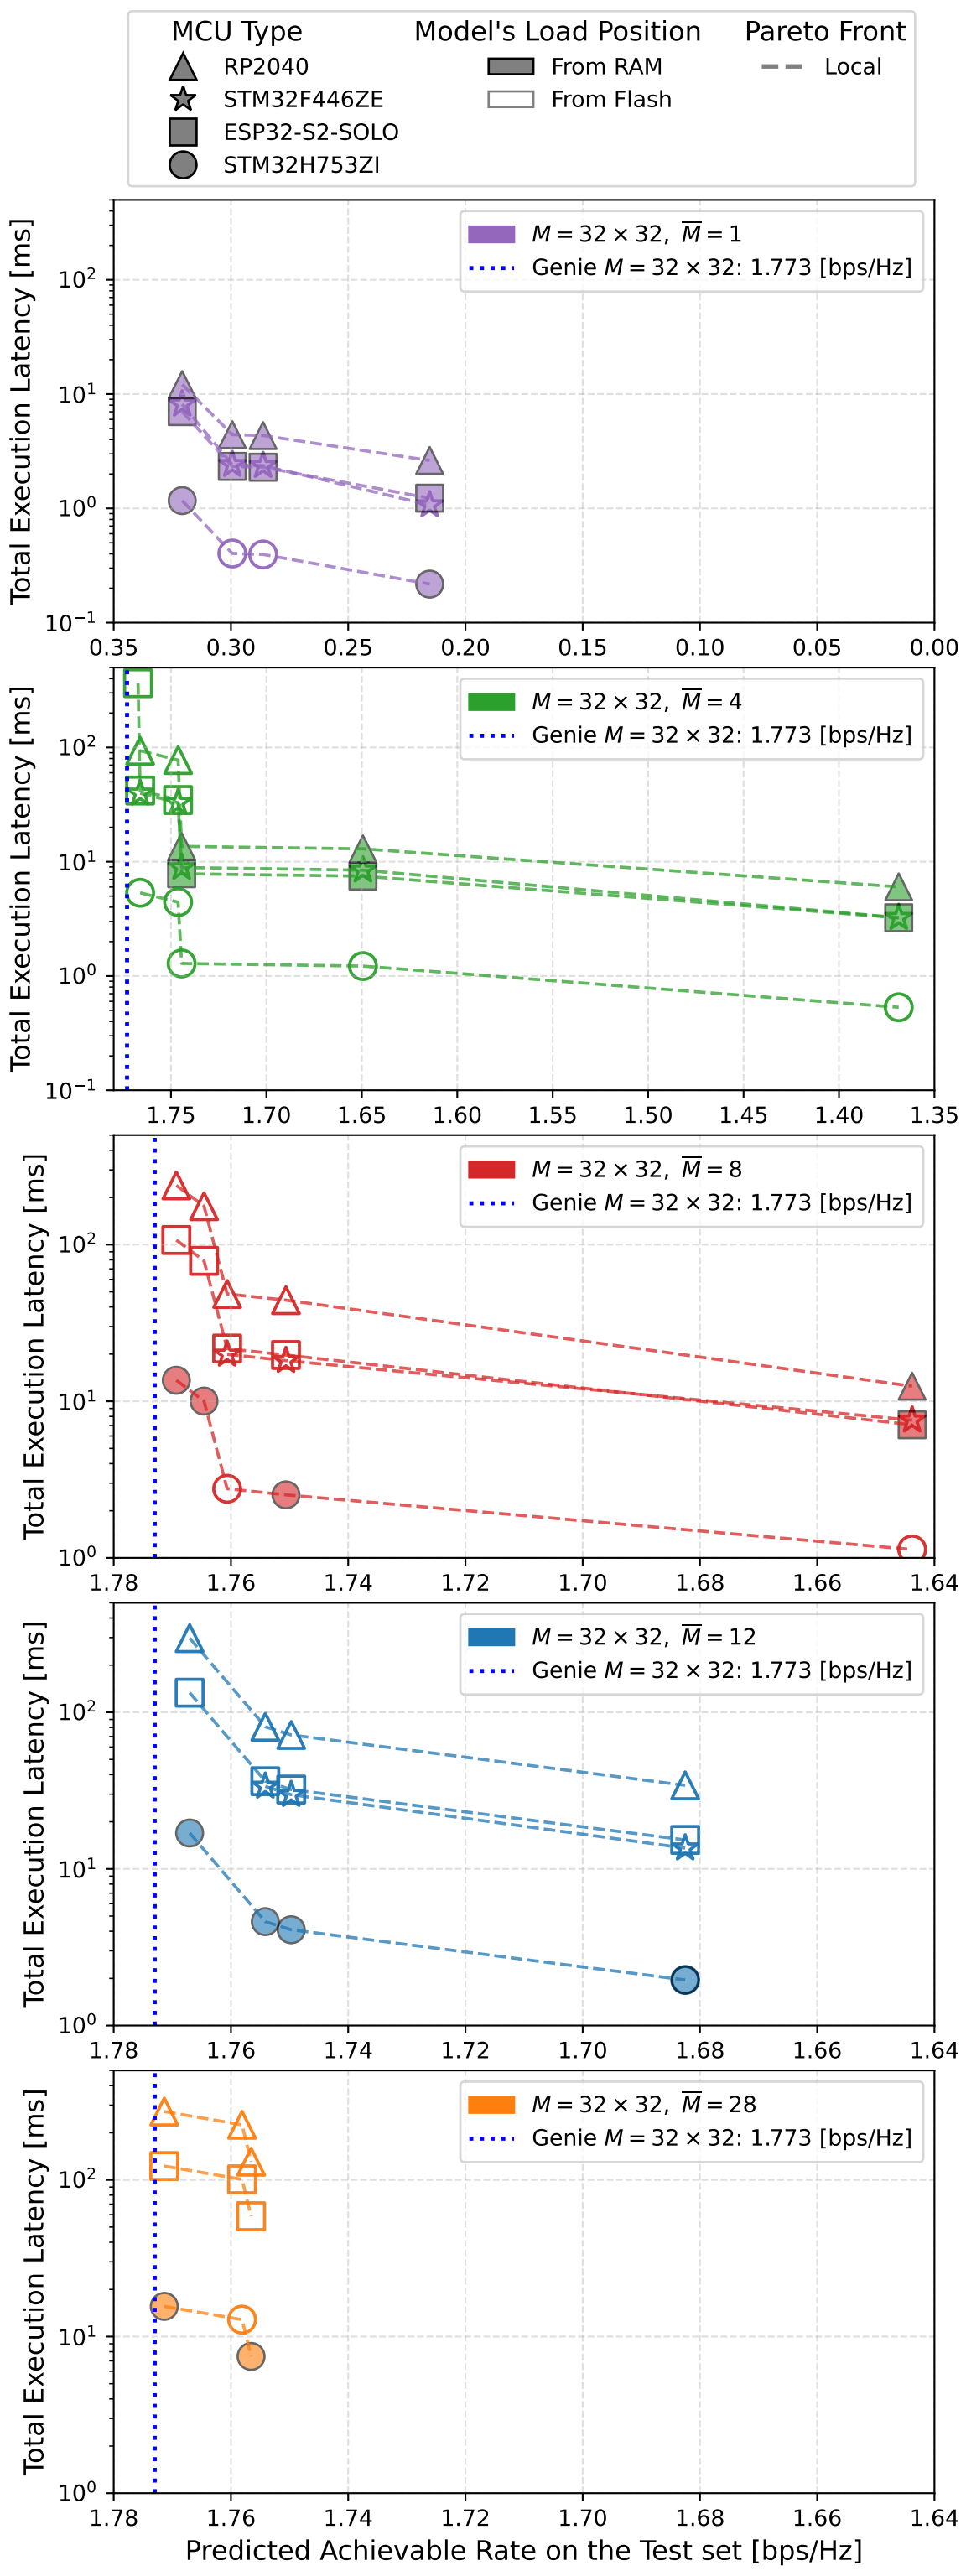 MCU Type
RP2040
STM32F446ZE
ESP32-S2-SOLO
STM32H753ZI
Model's Load Position
From RAM
From Flash
Pareto Front
Local
Total Execution Latency [ms]
10²
10¹
10⁰
10⁻¹
M = 32 × 32, M̅ = 1
Genie M = 32 × 32: 1.773 [bps/Hz]
0.35 0.30 0.25 0.20 0.15 0.10 0.05 0.00
Total Execution Latency [ms]
10²
10¹
10⁰
10⁻¹
M = 32 × 32, M̅ = 4
Genie M = 32 × 32: 1.773 [bps/Hz]
1.75 1.70 1.65 1.60 1.55 1.50 1.45 1.40 1.35
Total Execution Latency [ms]
10²
10¹
10⁰
M = 32 × 32, M̅ = 8
Genie M = 32 × 32: 1.773 [bps/Hz]
1.78 1.76 1.74 1.72 1.70 1.68 1.66 1.64
Total Execution Latency [ms]
10²
10¹
10⁰
M = 32 × 32, M̅ = 12
Genie M = 32 × 32: 1.773 [bps/Hz]
1.78 1.76 1.74 1.72 1.70 1.68 1.66 1.64
Total Execution Latency [ms]
10²
10¹
10⁰
M = 32 × 32, M̅ = 28
Genie M = 32 × 32: 1.773 [bps/Hz]
1.78 1.76 1.74 1.72 1.70 1.68 1.66 1.64
Predicted Achievable Rate on the Test set [bps/Hz]